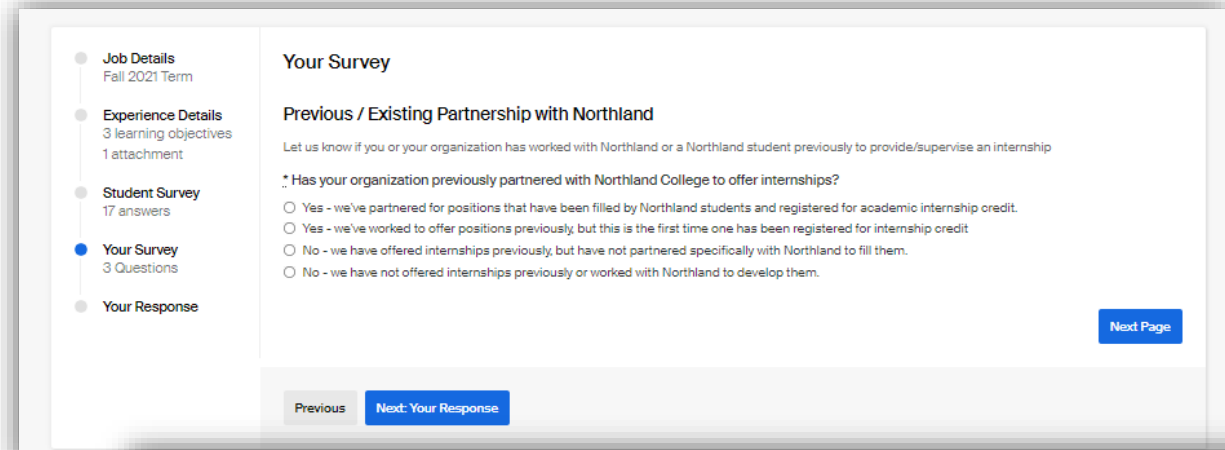 Job Details
Fall 2021 Term
Experience Details
3 learning objectives
1 attachment
Student Survey
17 answers
Your Survey
3 Questions
Your Response
Your Survey
Previous / Existing Partnership with Northland
Let us know if you or your organization has worked with Northland or a Northland student previously to provide/supervise an internship
* Has your organization previously partnered with Northland College to offer internships?
Yes - we've partnered for positions that have been filled by Northland students and registered for academic internship credit.
Yes - we've worked to offer positions previously, but this is the first time one has been registered for internship credit
No - we have offered internships previously, but have not partnered specifically with Northland to fill them.
No - we have not offered internships previously or worked with Northland to develop them.
Next Page
Previous
Next: Your Response